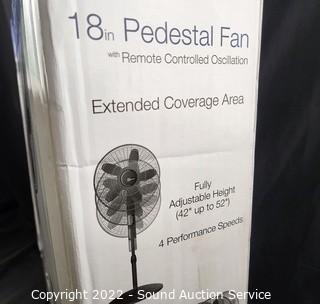 18in Pedestal Fan
with Remote Controlled Oscillation
Extended Coverage Area
Fully
Adjustable Height
(42" up to 52")
4 Performance Speeds
Copyright 2022 - Sound Auction Service